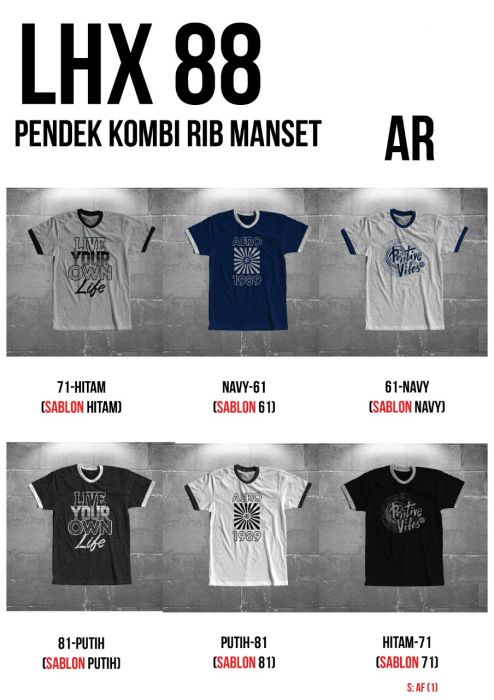 LHX 88
PENDEK KOMBI RIB MANSET
AR
LIVE
YOUR
OWN
Life
AERO
1989
Positive
Vibes
71-HITAM
(SABLON HITAM)
NAVY-61
(SABLON 61)
61-NAVY
(SABLON NAVY)
LIVE
YOUR
OWN
Life
AERO
1989
Positive
Vibes
81-PUTIH
(SABLON PUTIH)
PUTIH-81
(SABLON 81)
HITAM-71
(SABLON 71)
S: AF (1)